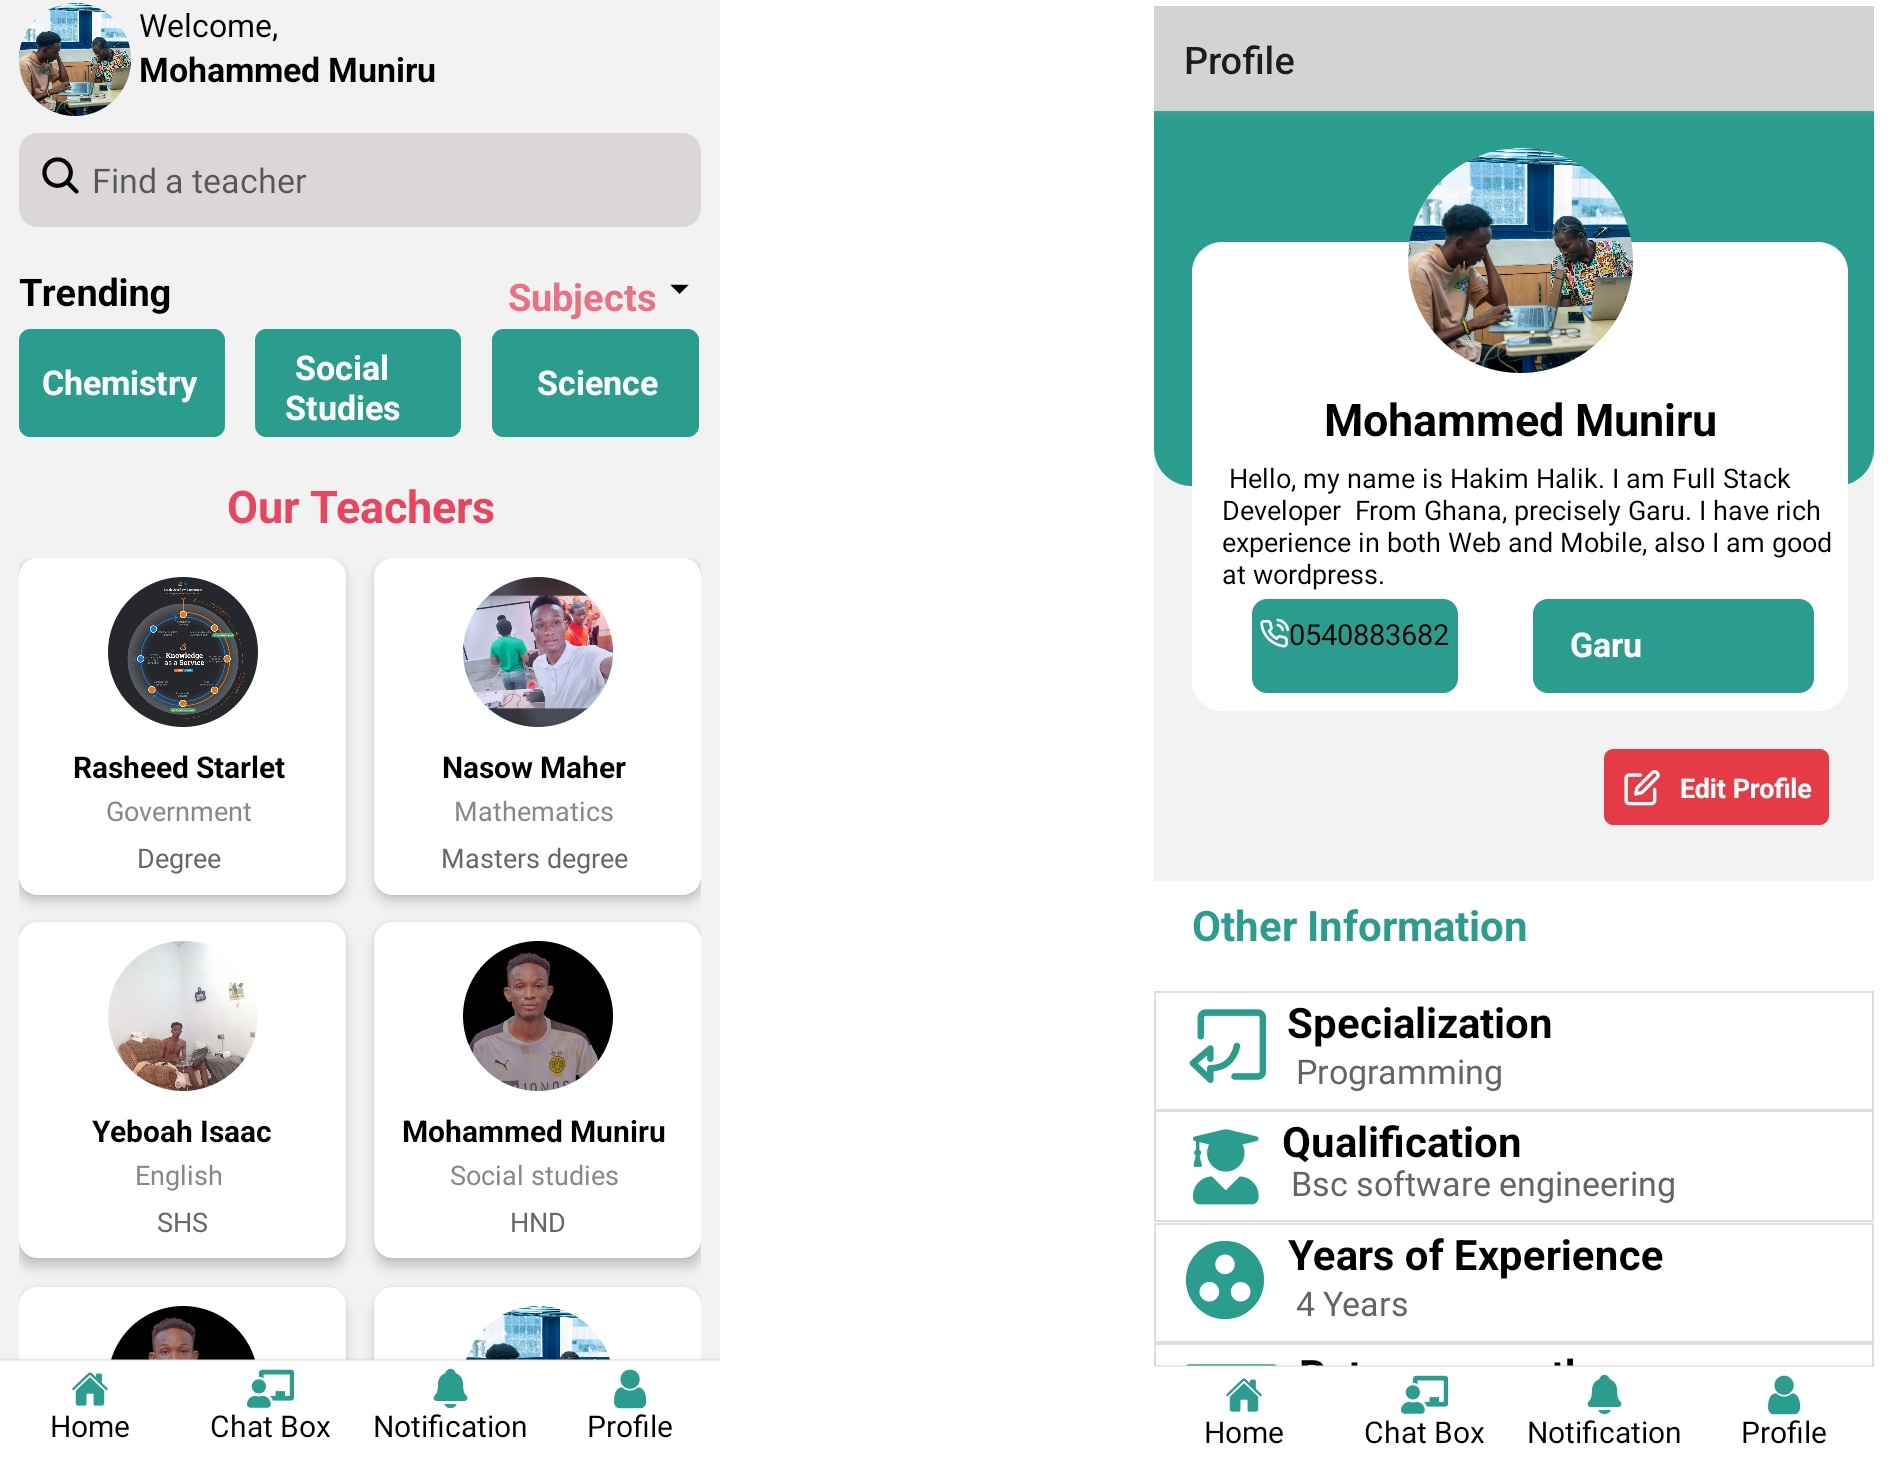 Welcome,
Mohammed Muniru
Find a teacher
Trending
Subjects
Chemistry
Social
Studies
Science
Our Teachers
Knowledge
as a Service
Rasheed Starlet
Government
Degree
Nasow Maher
Mathematics
Masters degree
Yeboah Isaac
English
SHS
Mohammed Muniru
Social studies
HND
Home
Chat Box
Notification
Profile
Profile
Mohammed Muniru
Hello, my name is Hakim Halik. I am Full Stack
Developer From Ghana, precisely Garu. I have rich
experience in both Web and Mobile, also I am good
at wordpress.
0540883682
Garu
Edit Profile
Other Information
Specialization
Programming
Qualification
Bsc software engineering
Years of Experience
4 Years
Home
Chat Box
Notification
Profile